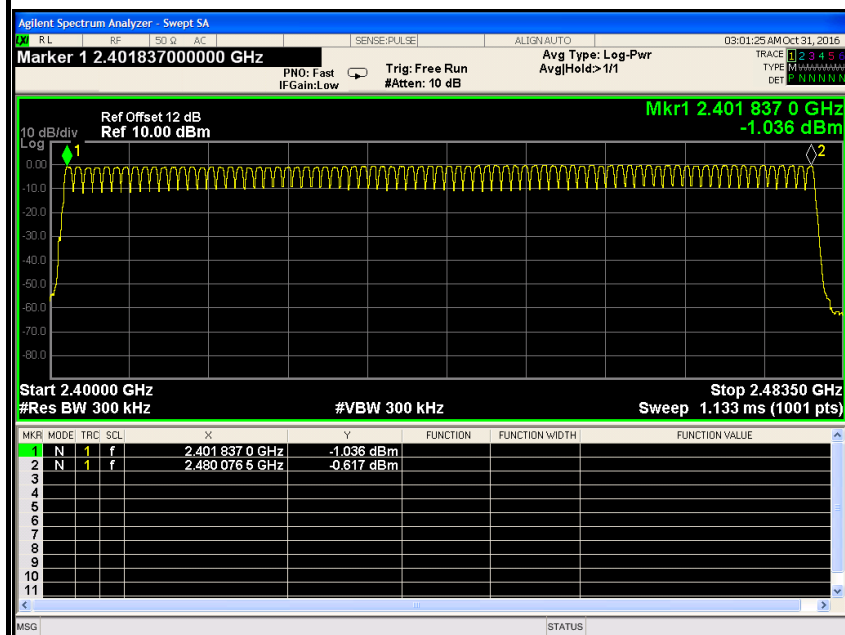 Agilent Spectrum Analyzer - Swept SA
LXI RL RF 50 Ω AC SENSE:PULSE ALIGN AUTO 03:01:25 AM Oct 31, 2016
Marker 1 2.401837000000 GHz
PNO: Fast
IFGain:Low
Trig: Free Run
#Atten: 10 dB
Avg Type: Log-Pwr
Avg|Hold:>1/1
TRACE 1 2 3 4 5 6
TYPE M
DET P N N N N N
Mkr1 2.401 837 0 GHz
-1.036 dBm
Ref Offset 12 dB
10 dB/div Ref 10.00 dBm
Log
1
2
0.00
-10.0
-20.0
-30.0
-40.0
-50.0
-60.0
-70.0
-80.0
Start 2.40000 GHz Stop 2.48350 GHz
#Res BW 300 kHz #VBW 300 kHz Sweep 1.133 ms (1001 pts)
MKR MODE TRC SCL X Y FUNCTION FUNCTION WIDTH FUNCTION VALUE
1 N 1 f 2.401 837 0 GHz -1.036 dBm
2 N 1 f 2.480 076 5 GHz -0.617 dBm
3
4
5
6
7
8
9
10
11
MSG STATUS